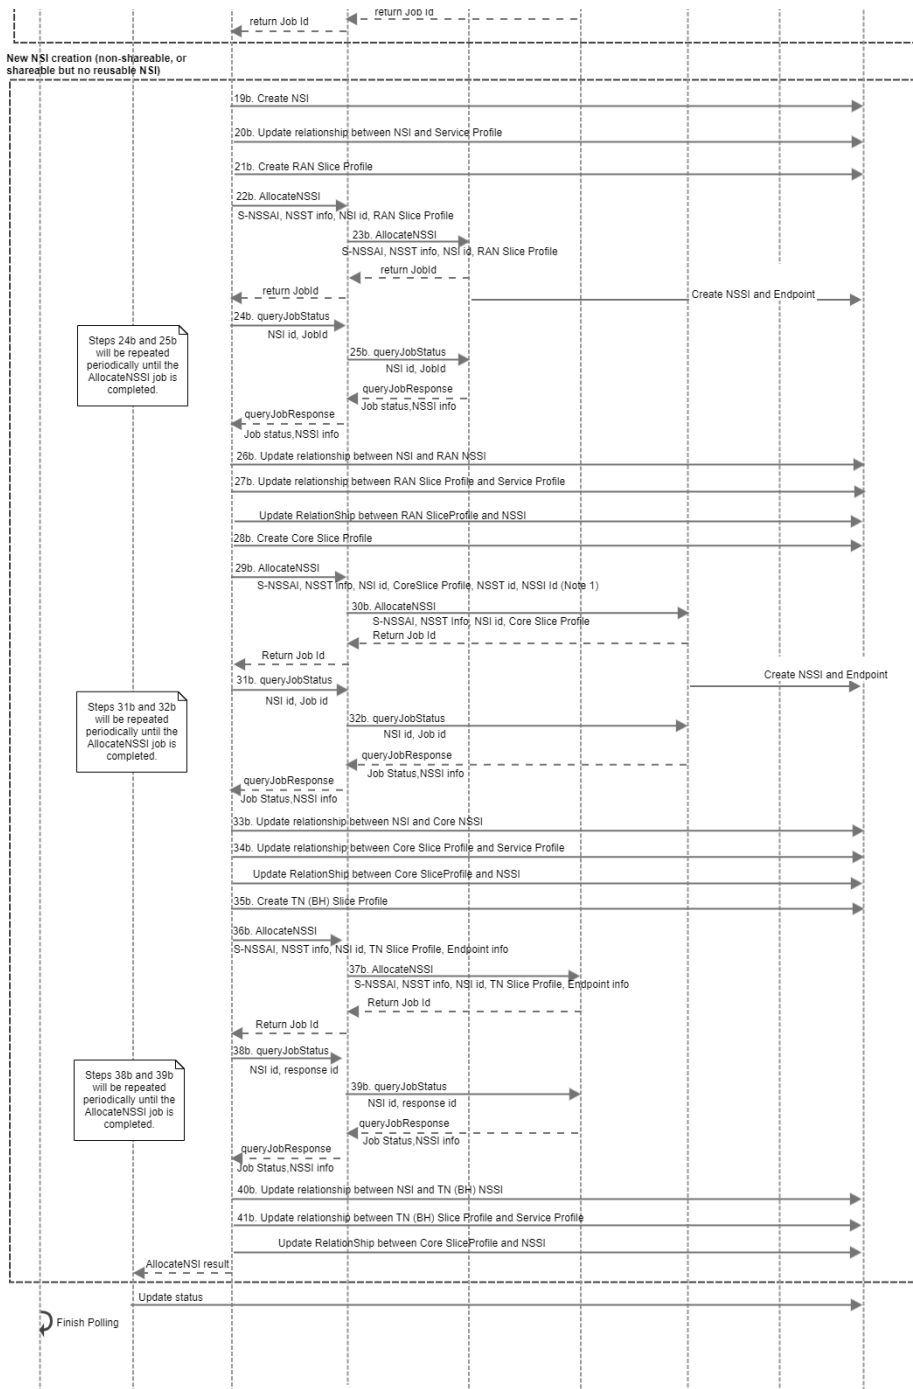 return Job Id
return Job Id
New NSI creation (non-shareable, or
shareable but no reusable NSI)
19b. Create NSI
20b. Update relationship between NSI and Service Profile
21b. Create RAN Slice Profile
22b. AllocateNSSI
S-NSSAI, NSST info, NSI id, RAN Slice Profile
23b. AllocateNSSI
S-NSSAI, NSST info, NSI id, RAN Slice Profile
return JobId
return JobId
Create NSSI and Endpoint
24b. queryJobStatus
NSI id, JobId
Steps 24b and 25b
will be repeated
periodically until the
AllocateNSSI job is
completed.
25b. queryJobStatus
NSI id, JobId
queryJobResponse
Job status,NSSI info
queryJobResponse
Job status,NSSI info
26b. Update relationship between NSI and RAN NSSI
27b. Update relationship between RAN Slice Profile and Service Profile
Update RelationShip between RAN SliceProfile and NSSI
28b. Create Core Slice Profile
29b. AllocateNSSI
S-NSSAI, NSST info, NSI id, CoreSlice Profile, NSST id, NSSI Id (Note 1)
30b. AllocateNSSI
S-NSSAI, NSST Info, NSI id, Core Slice Profile
Return Job Id
Return Job Id
Create NSSI and Endpoint
31b. queryJobStatus
NSI id, Job id
Steps 31b and 32b
will be repeated
periodically until the
AllocateNSSI job is
completed.
32b. queryJobStatus
NSI id, Job id
queryJobResponse
Job Status,NSSI info
queryJobResponse
Job Status,NSSI info
33b. Update relationship between NSI and Core NSSI
34b. Update relationship between Core Slice Profile and Service Profile
Update RelationShip between Core SliceProfile and NSSI
35b. Create TN (BH) Slice Profile
36b. AllocateNSSI
S-NSSAI, NSST info, NSI id, TN Slice Profile, Endpoint info
37b. AllocateNSSI
S-NSSAI, NSST info, NSI id, TN Slice Profile, Endpoint info
Return Job Id
Return Job Id
38b. queryJobStatus
NSI id, response id
Steps 38b and 39b
will be repeated
periodically until the
AllocateNSSI job is
completed.
39b. queryJobStatus
NSI id, response id
queryJobResponse
Job Status,NSSI info
queryJobResponse
Job Status,NSSI info
40b. Update relationship between NSI and TN (BH) NSSI
41b. Update relationship between TN (BH) Slice Profile and Service Profile
Update RelationShip between Core SliceProfile and NSSI
AllocateNSI result
Update status
Finish Polling